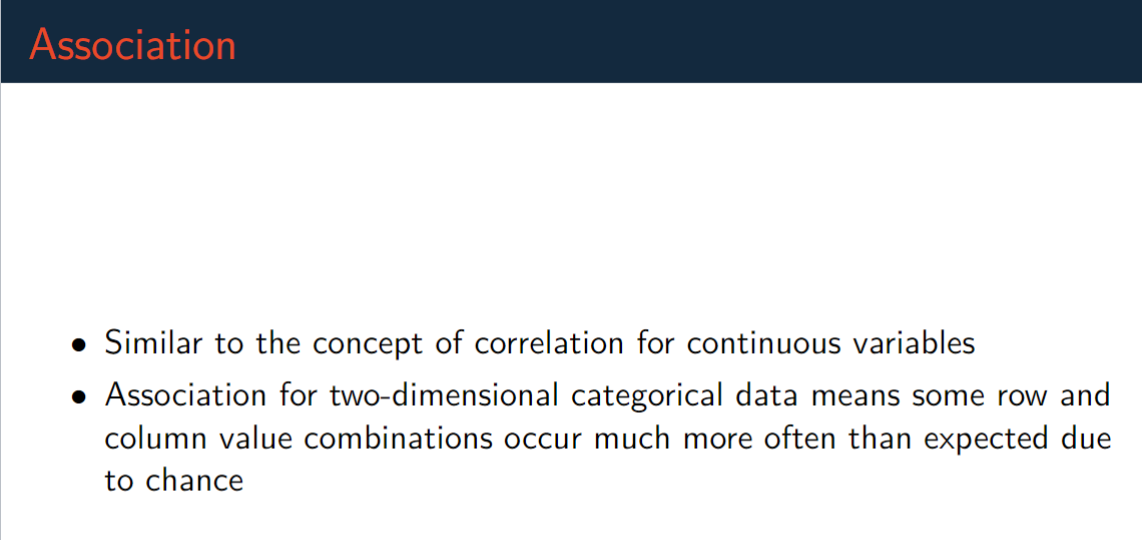 Association
• Similar to the concept of correlation for continuous variables
• Association for two-dimensional categorical data means some row and
column value combinations occur much more often than expected due
to chance